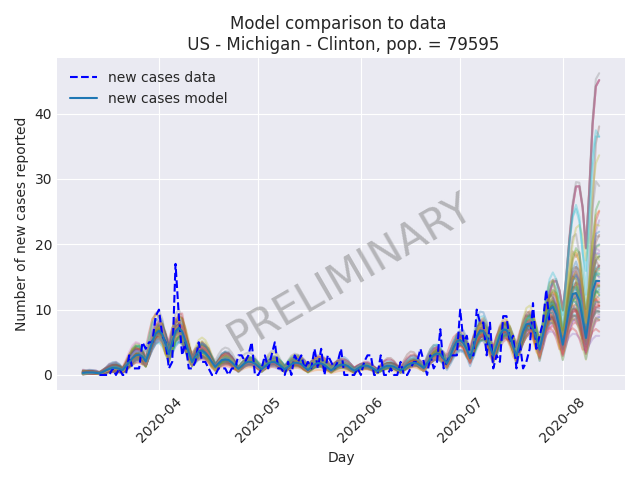 Model comparison to data
US - Michigan - Clinton, pop. = 79595
new cases data
new cases model
PRELIMINARY
Number of new cases reported
40
30
20
10
0
2020-04
2020-05
2020-06
2020-07
2020-08
Day